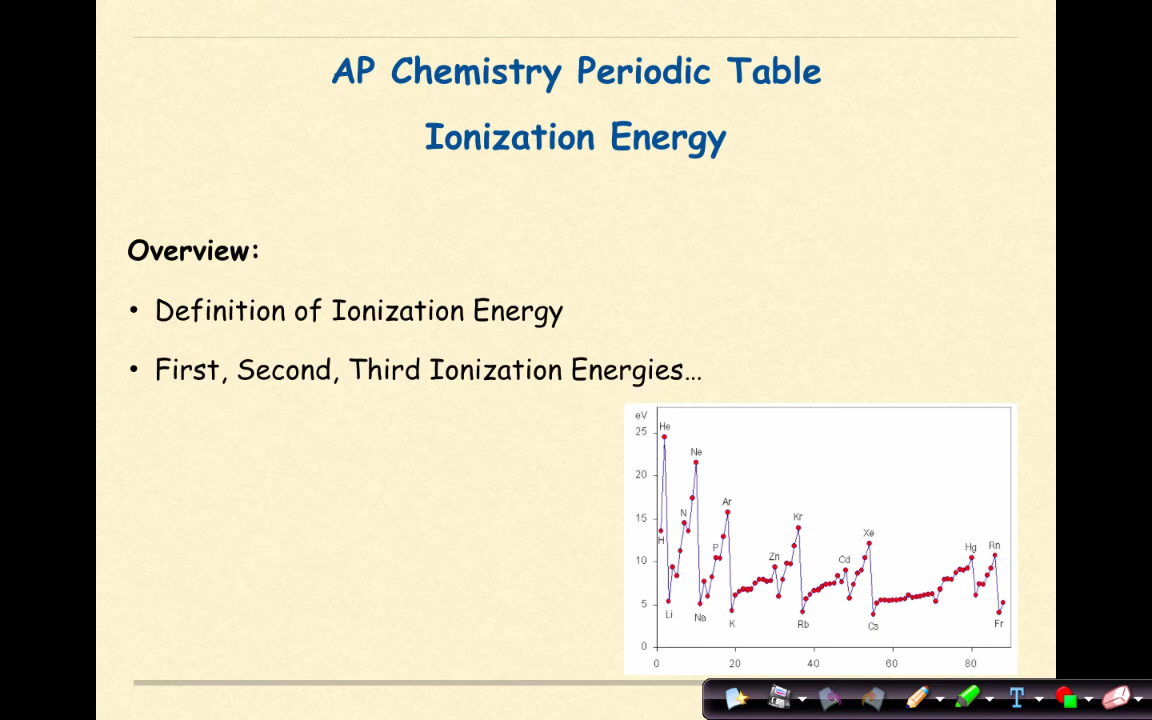 AP Chemistry Periodic Table
Ionization Energy
Overview:
• Definition of Ionization Energy
• First, Second, Third Ionization Energies…
eV
25
20
15
10
5
0
He
Ne
N
H
Ar
P
Kr
Zn
Xe
Cd
Hg
Rn
Li
Na
K
Rb
Cs
Fr
0 20 40 60 80
T